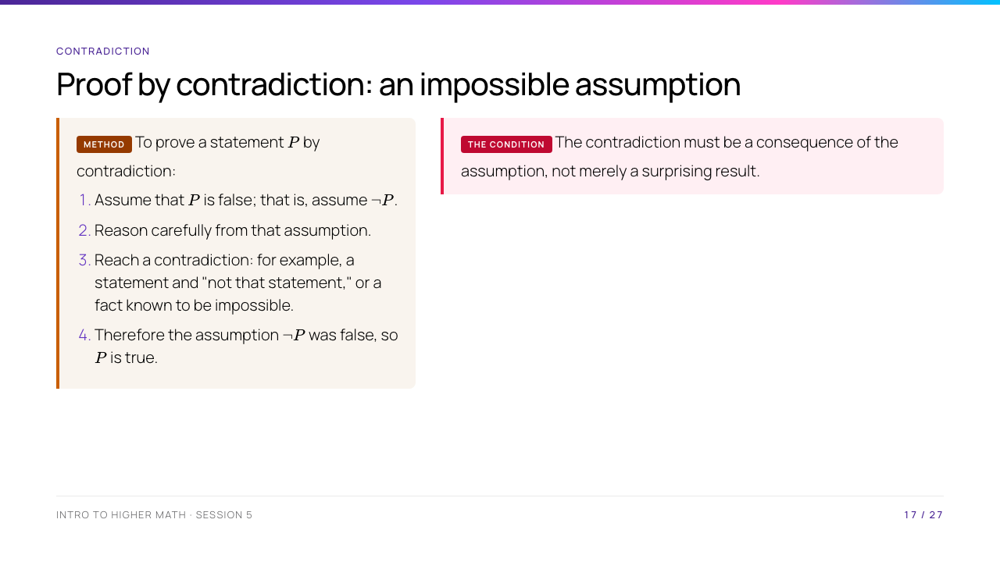 CONTRADICTION
Proof by contradiction: an impossible assumption
METHOD To prove a statement P by
contradiction:
1. Assume that P is false; that is, assume ¬P.
2. Reason carefully from that assumption.
3. Reach a contradiction: for example, a
statement and "not that statement," or a
fact known to be impossible.
4. Therefore the assumption ¬P was false, so
P is true.
THE CONDITION The contradiction must be a consequence of the
assumption, not merely a surprising result.
INTRO TO HIGHER MATH · SESSION 5
17 / 27